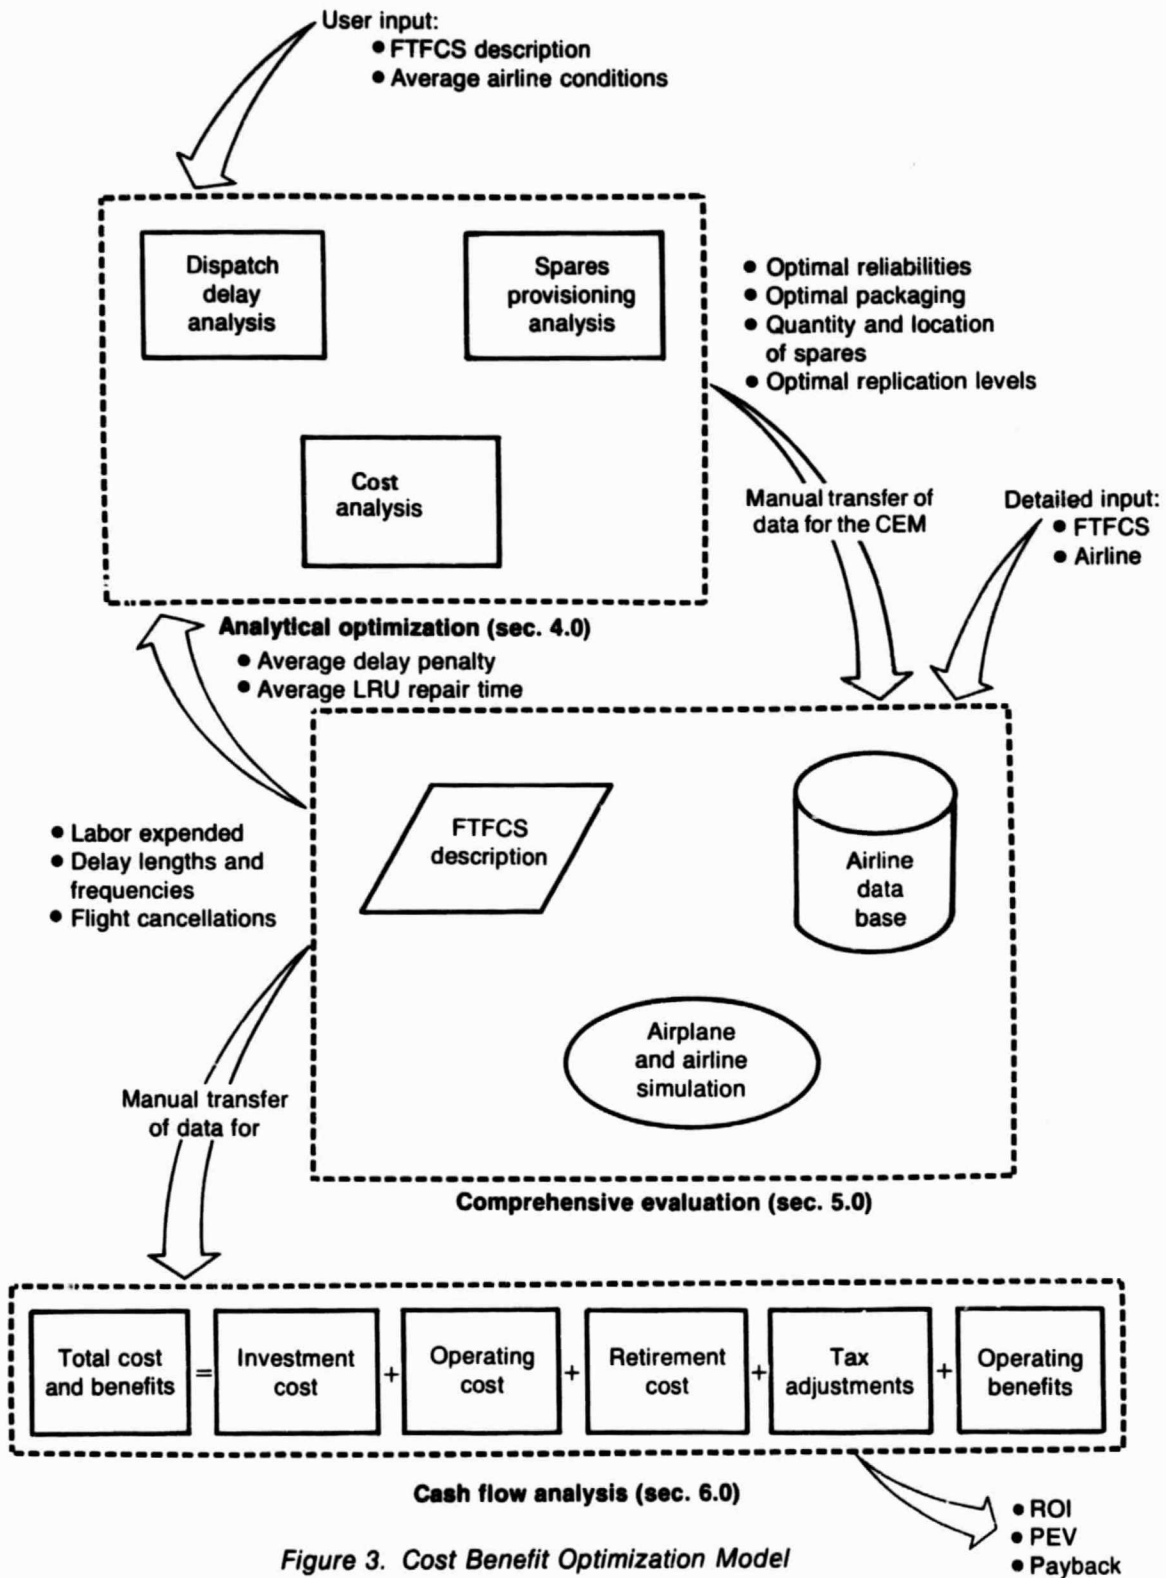 User input:
• FTFCS description
• Average airline conditions
Dispatch
delay
analysis
Spares
provisioning
analysis
Cost
analysis
• Optimal reliabilities
• Optimal packaging
• Quantity and location
of spares
• Optimal replication levels
Manual transfer of
data for the CEM
Detailed input:
• FTFCS
• Airline
Analytical optimization (sec. 4.0)
• Average delay penalty
• Average LRU repair time
FTFCS
description
Airline
data
base
Airplane
and airline
simulation
• Labor expended
• Delay lengths and
frequencies
• Flight cancellations
Manual transfer
of data for
Comprehensive evaluation (sec. 5.0)
Total cost
and benefits
=
Investment
cost
+
Operating
cost
+
Retirement
cost
+
Tax
adjustments
+
Operating
benefits
Cash flow analysis (sec. 6.0)
• ROI
• PEV
• Payback
Figure 3. Cost Benefit Optimization Model